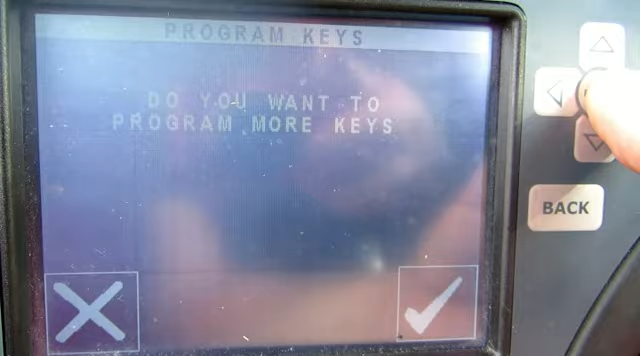 PROGRAM KEYS
DO YOU WANT TO
PROGRAM MORE KEYS
BACK